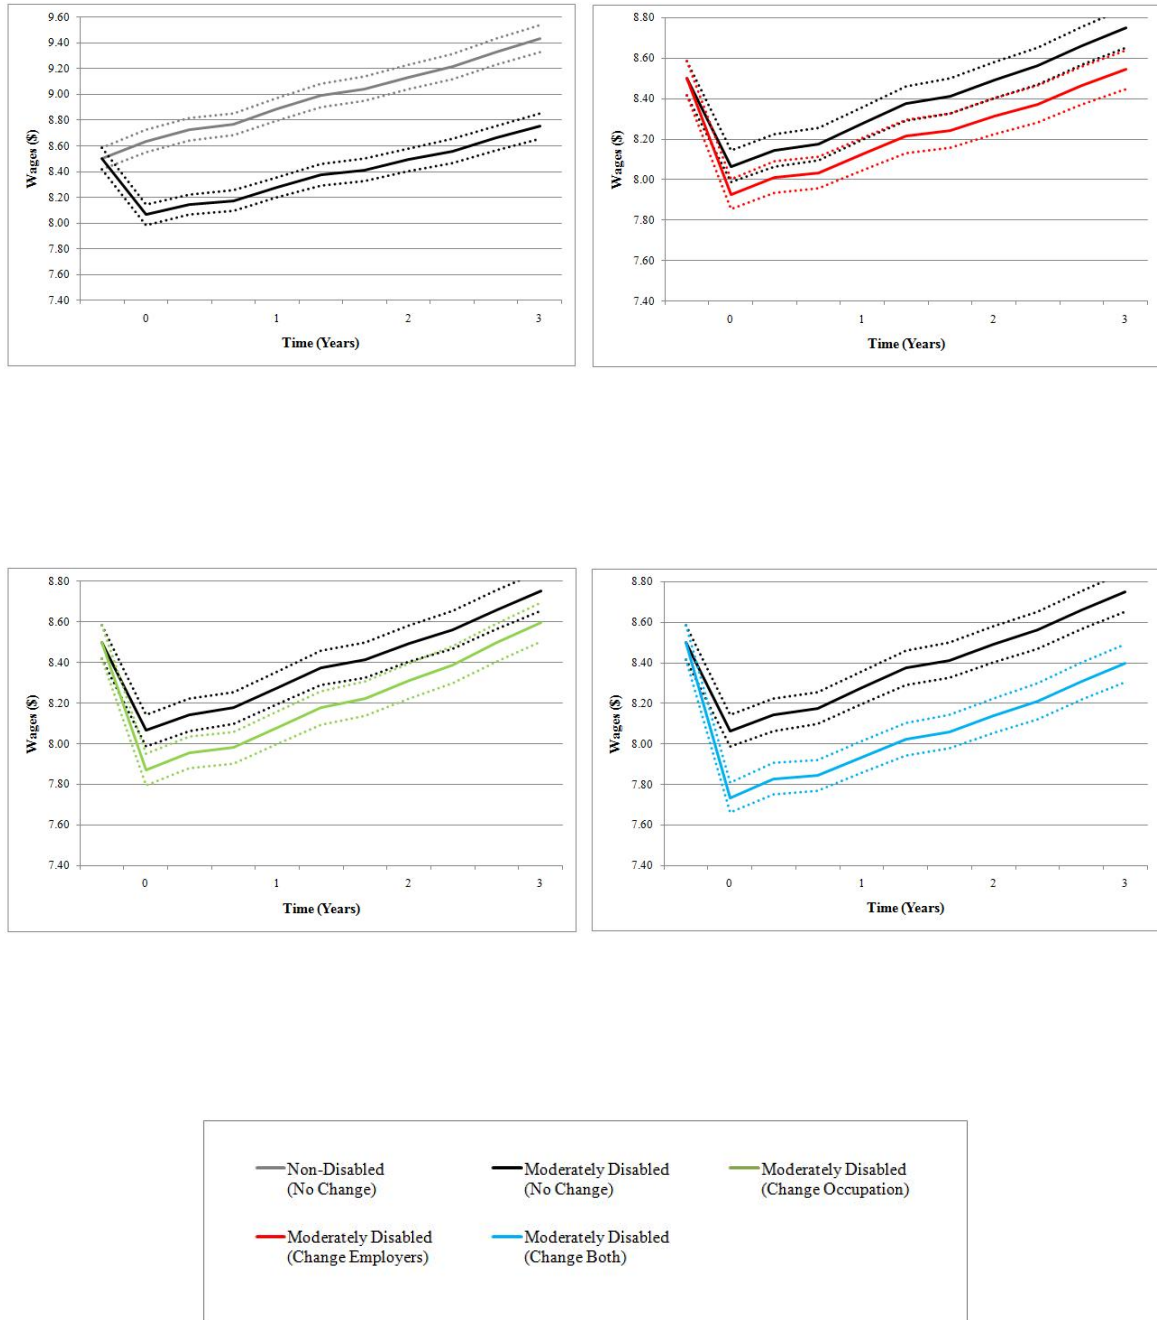 9.60
9.40
9.20
9.00
8.80
8.60
8.40
8.20
8.00
7.80
7.60
7.40
Wages ($)
0 1 2 3
Time (Years)
8.80
8.60
8.40
8.20
8.00
7.80
7.60
7.40
Wages ($)
0 1 2 3
Time (Years)
8.80
8.60
8.40
8.20
8.00
7.80
7.60
7.40
Wages ($)
0 1 2 3
Time (Years)
8.80
8.60
8.40
8.20
8.00
7.80
7.60
7.40
Wages ($)
0 1 2 3
Time (Years)
Non-Disabled
(No Change)
Moderately Disabled
(No Change)
Moderately Disabled
(Change Occupation)
Moderately Disabled
(Change Employers)
Moderately Disabled
(Change Both)